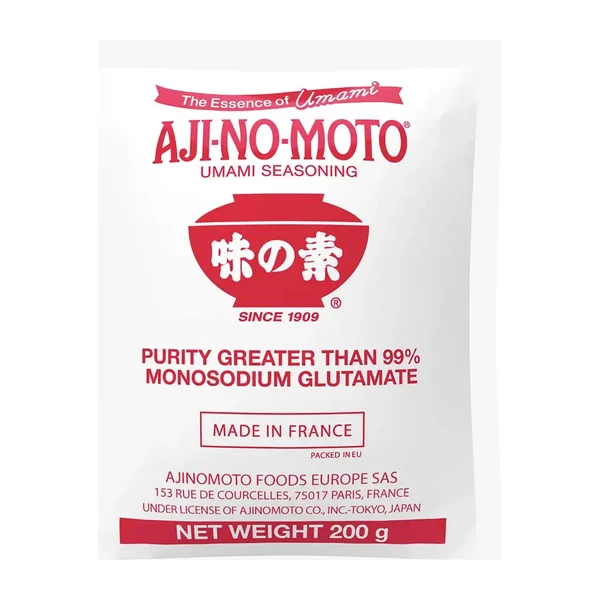 The Essence of Umami
AJI-NO-MOTO®
UMAMI SEASONING
味の素
®
SINCE 1909
PURITY GREATER THAN 99%
MONOSODIUM GLUTAMATE
MADE IN FRANCE
PACKED IN EU
AJINOMOTO FOODS EUROPE SAS
153 RUE DE COURCELLES, 75017 PARIS, FRANCE
UNDER LICENSE OF AJINOMOTO CO., INC.-TOKYO, JAPAN
NET WEIGHT 200 g